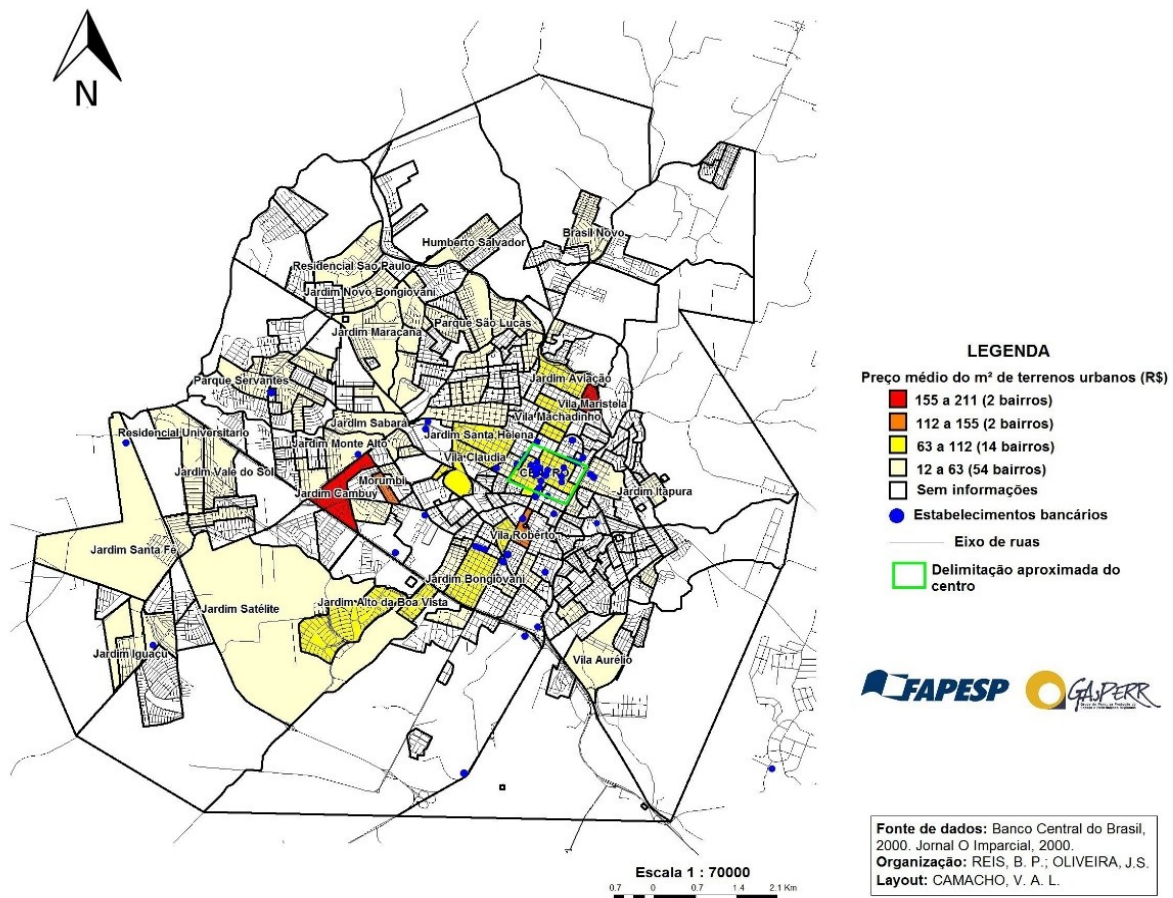 N
Humberto Salvador
Brasil Novo
Residencial Sao Paulo
Jardim Novo Bongiovani
Parque São Lucas
Jardim Maracana
Jardim Aviação
Parque Servantes
Vila Maristela
Vila Machadinho
Jardim Sabara
Residencial Universitario
Jardim Santa Helena
Jardim Monte Alto
Vila Claudia
Jardim Vale do Sol
Morumbi
Jardim Cambuy
Jardim Itapura
Vila Roberto
Jardim Santa Fé
Jardim Bongiovani
Jardim Satélite
Jardim Alto da Boa Vista
Jardim Iguaçu
Vila Aurélio
LEGENDA
Preço médio do m² de terrenos urbanos (R$)
155 a 211 (2 bairros)
112 a 155 (2 bairros)
63 a 112 (14 bairros)
12 a 63 (54 bairros)
Sem informações
Estabelecimentos bancários
Eixo de ruas
Delimitação aproximada do
centro
FAPESP
GAsPERR
Fonte de dados: Banco Central do Brasil,
2000. Jornal O Imparcial, 2000.
Organização: REIS, B. P.; OLIVEIRA, J.S.
Layout: CAMACHO, V. A. L.
Escala 1 : 70000
0.7 0 0.7 1.4 2.1 Km